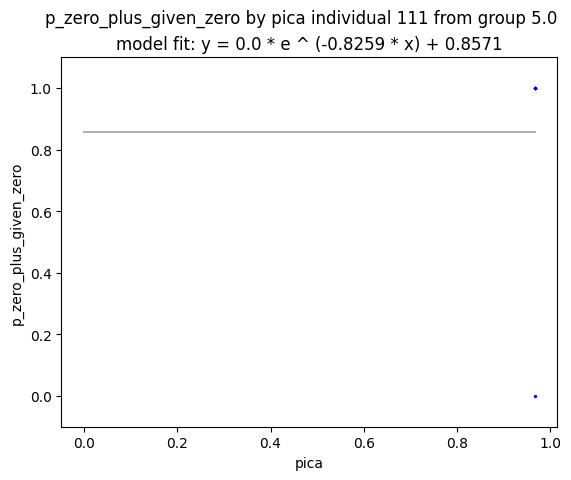 p_zero_plus_given_zero by pica individual 111 from group 5.0
model fit: y = 0.0 * e ^ (-0.8259 * x) + 0.8571
1.0
0.8
0.6
0.4
0.2
0.0
p_zero_plus_given_zero
0.0 0.2 0.4 0.6 0.8 1.0
pica